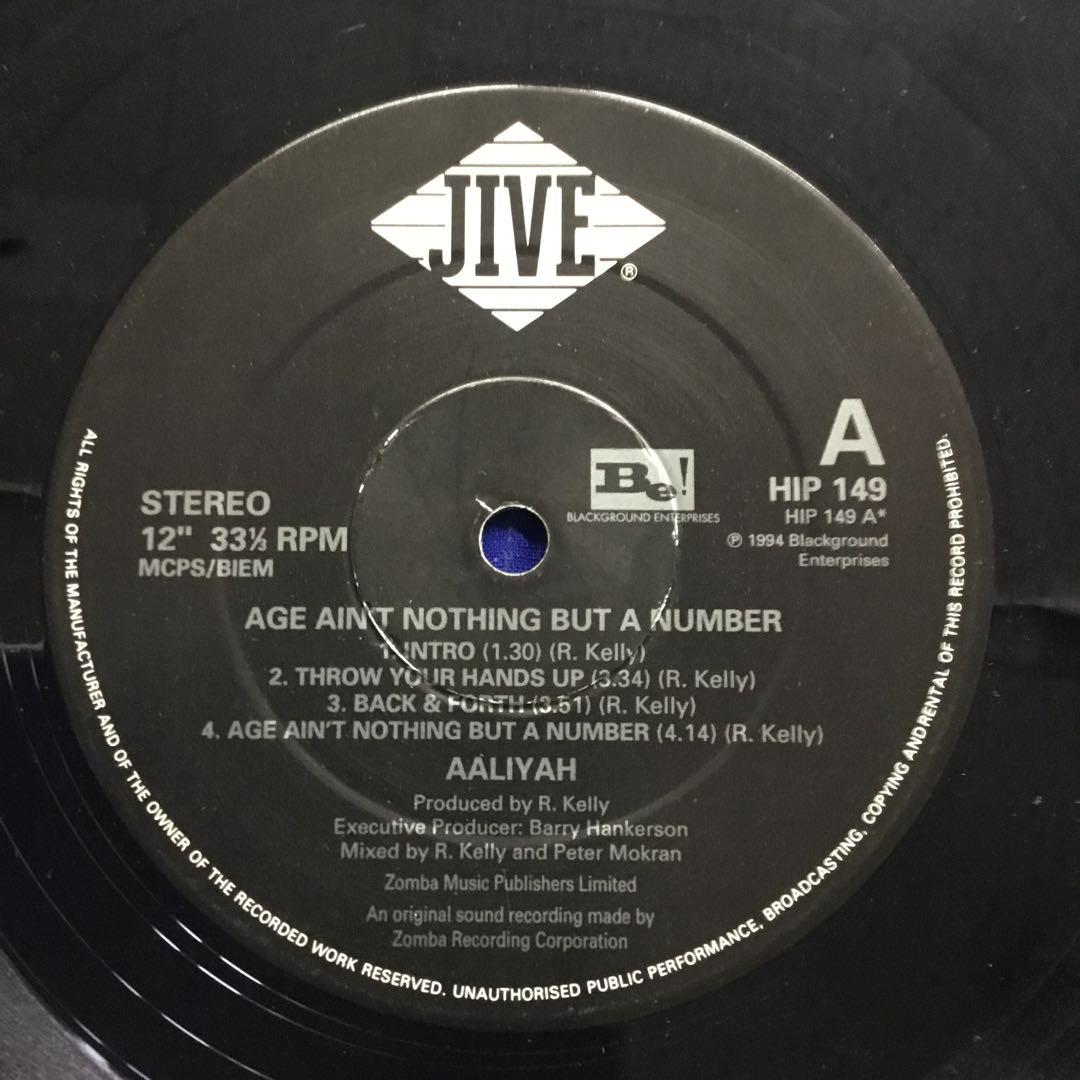 JIVE
®
A
STEREO
12" 33⅓ RPM
MCPS/BIEM
Be!
BLACKGROUND ENTERPRISES
HIP 149
HIP 149 A*
℗ 1994 Blackground
Enterprises
AGE AIN'T NOTHING BUT A NUMBER
1. INTRO (1.30) (R. Kelly)
2. THROW YOUR HANDS UP (3.34) (R. Kelly)
3. BACK & FORTH (3.51) (R. Kelly)
4. AGE AIN'T NOTHING BUT A NUMBER (4.14) (R. Kelly)
AALIYAH
Produced by R. Kelly
Executive Producer: Barry Hankerson
Mixed by R. Kelly and Peter Mokran
Zomba Music Publishers Limited
An original sound recording made by
Zomba Recording Corporation
ALL RIGHTS OF THE MANUFACTURER AND OF THE OWNER OF THE RECORDED WORK RESERVED. UNAUTHORISED PUBLIC PERFORMANCE, BROADCASTING, COPYING ANDRENTAL OF THIS RECORD PROHIBITED.